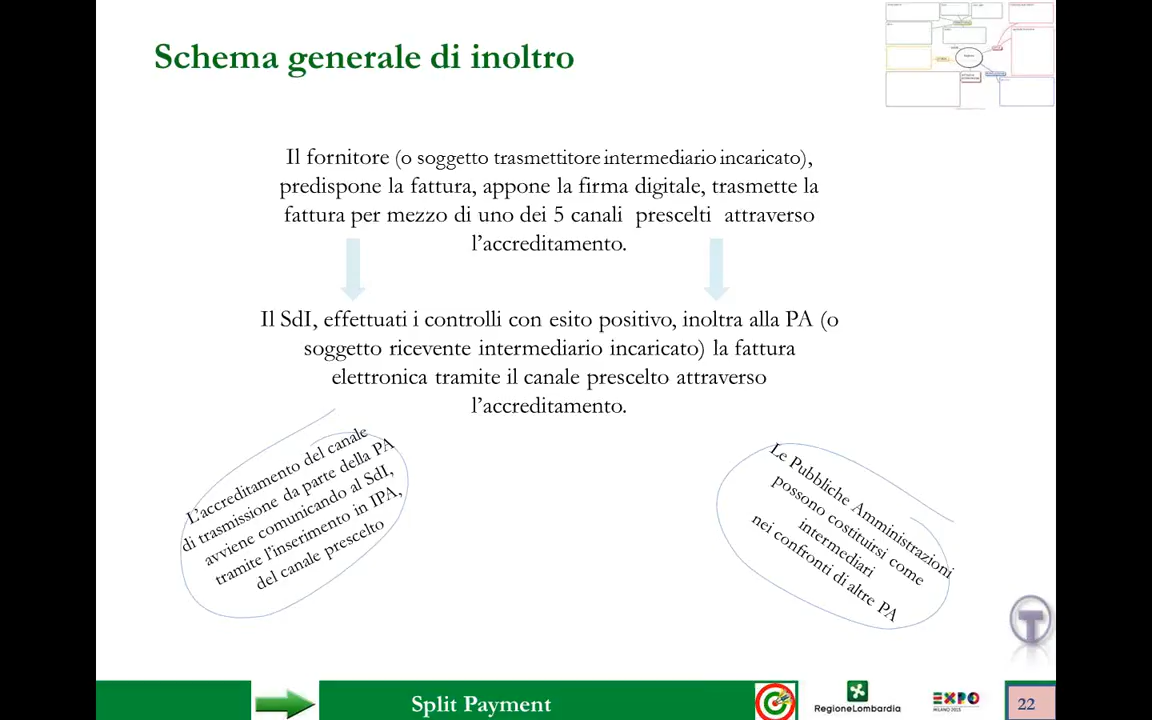 Schema generale di inoltro
Il fornitore (o soggetto trasmettitore intermediario incaricato),
predispone la fattura, appone la firma digitale, trasmette la
fattura per mezzo di uno dei 5 canali prescelti attraverso
l’accreditamento.
Il SdI, effettuati i controlli con esito positivo, inoltra alla PA (o
soggetto ricevente intermediario incaricato) la fattura
elettronica tramite il canale prescelto attraverso
l’accreditamento.
L’accreditamento del canale
di trasmissione da parte della PA
avviene comunicando al SdI,
tramite l’inserimento in IPA,
del canale prescelto
Le Pubbliche Amministrazioni
possono costituirsi come
intermediari
nei confronti di altre PA
T
Split Payment
RegioneLombardia
EXPO
MILANO 2015
22